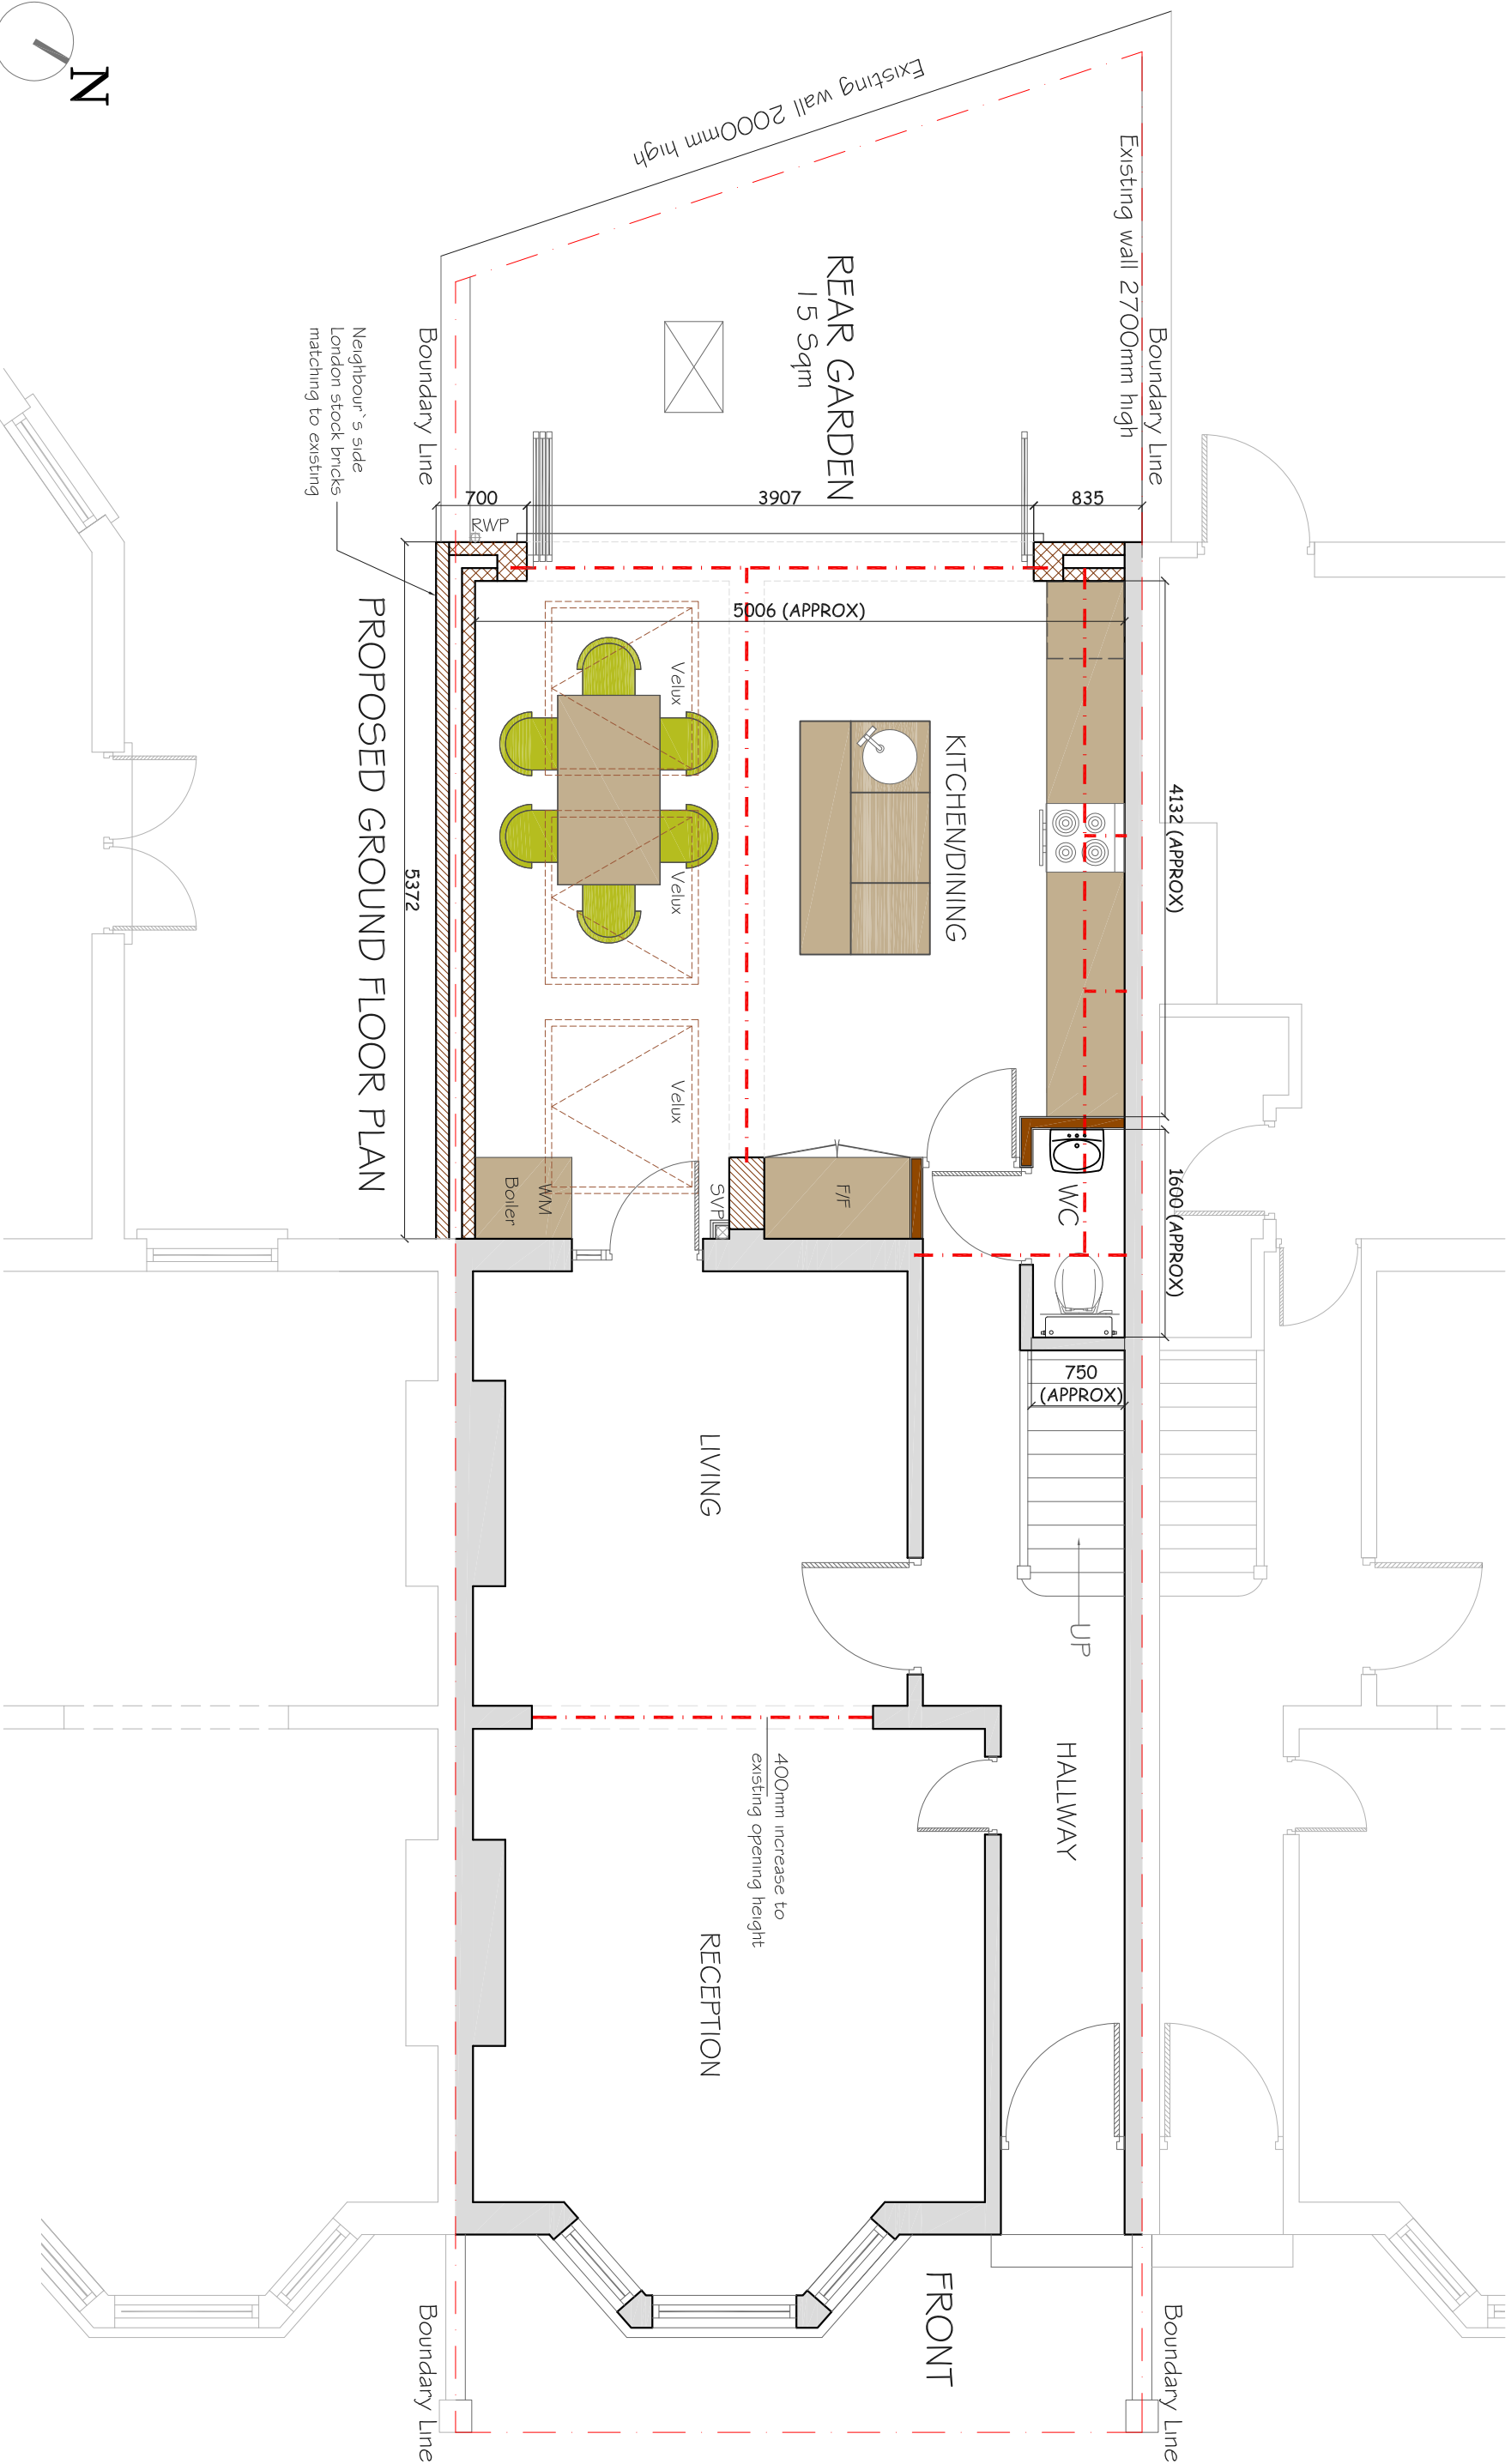 N
Existing wall 2000mm high
Existing wall 2700mm high
Boundary Line
REAR GARDEN
15 Sqm
Boundary Line
Neighbour`s side
London stock bricks
matching to existing
700
3907
835
RWP
5006 (APPROX)
4132 (APPROX)
5372
PROPOSED GROUND FLOOR PLAN
KITCHEN/DINING
Velux
Velux
Velux
WM
Boiler
SVP
F/F
WC
1600 (APPROX)
750
(APPROX)
LIVING
UP
HALLWAY
400mm increase to
existing opening height
RECEPTION
FRONT
Boundary Line
Boundary Line